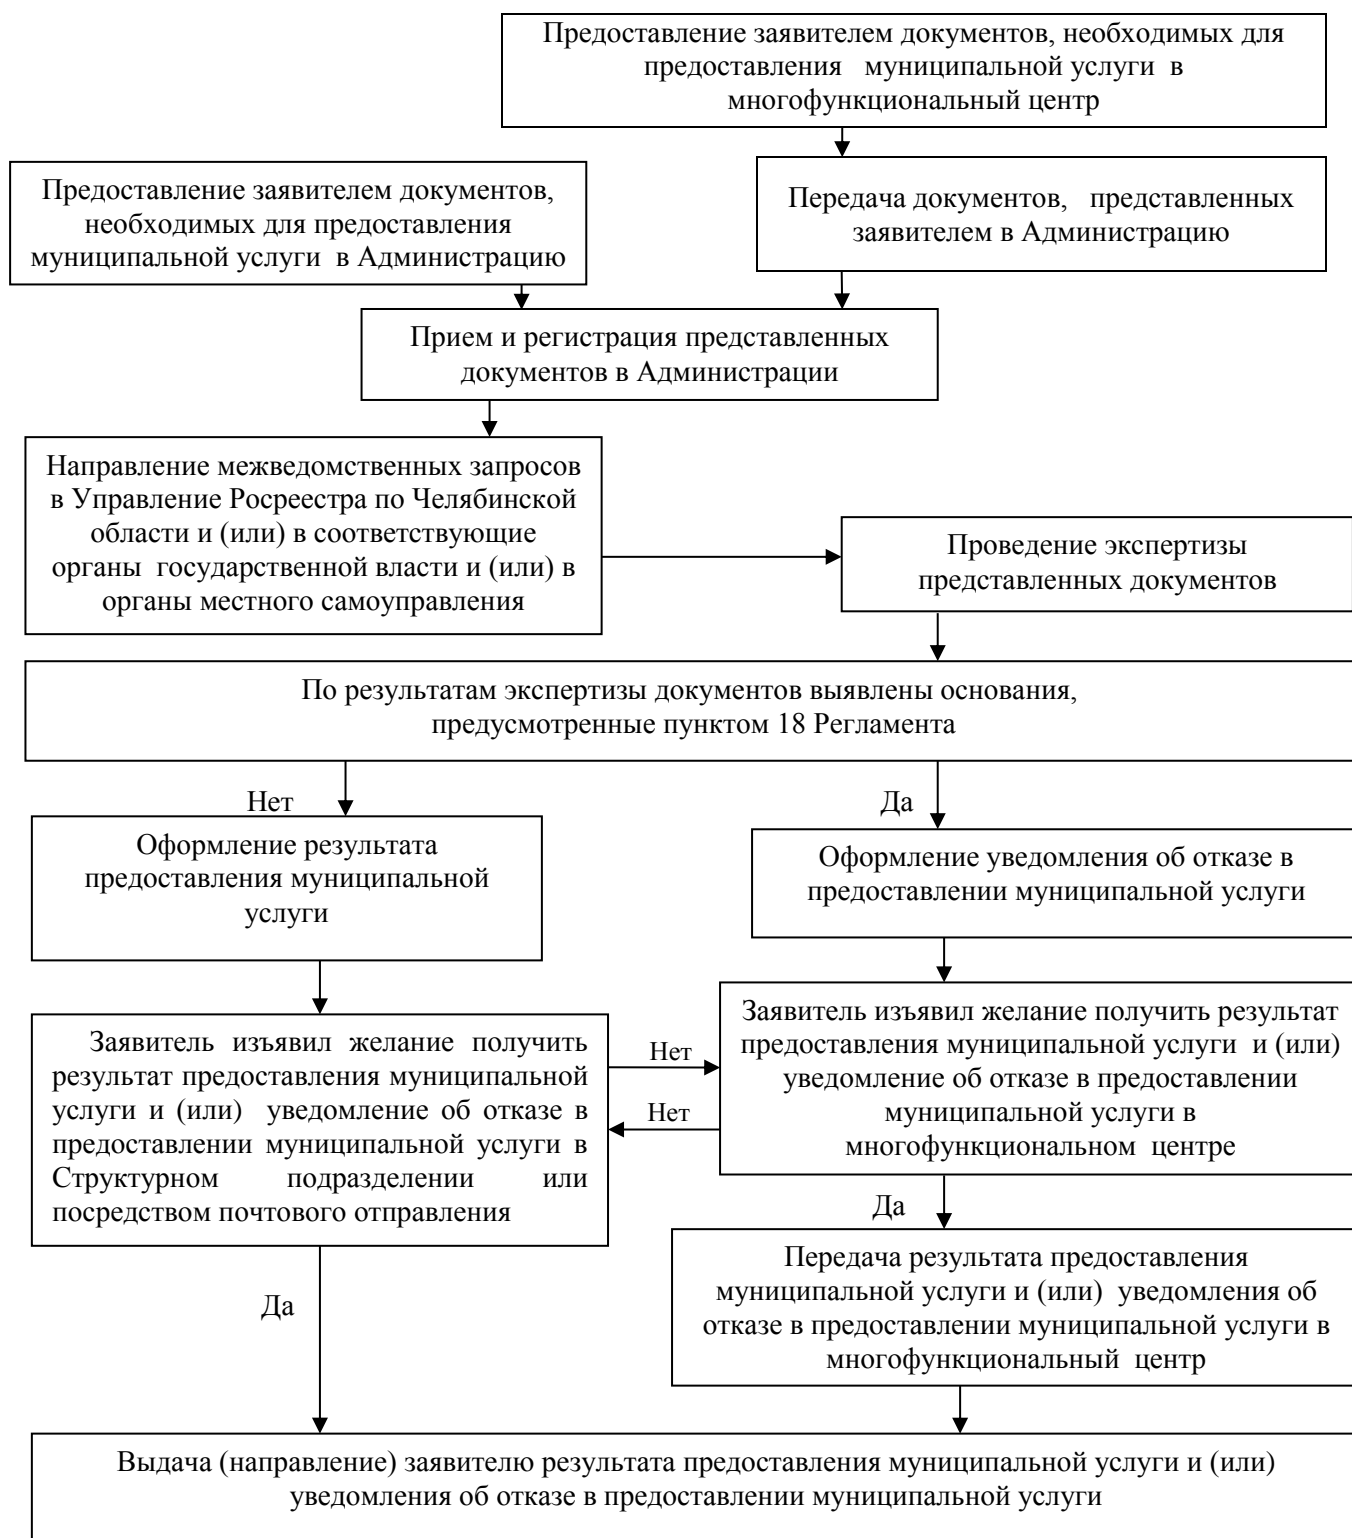 Предоставление заявителем документов, необходимых для
предоставления муниципальной услуги в
многофункциональный центр
Предоставление заявителем документов,
необходимых для предоставления
муниципальной услуги в Администрацию
Передача документов, представленных
заявителем в Администрацию
Прием и регистрация представленных
документов в Администрации
Направление межведомственных запросов
в Управление Росреестра по Челябинской
области и (или) в соответствующие
органы государственной власти и (или) в
органы местного самоуправления
Проведение экспертизы
представленных документов
По результатам экспертизы документов выявлены основания,
предусмотренные пунктом 18 Регламента
Нет
Да
Оформление результата
предоставления муниципальной
услуги
Оформление уведомления об отказе в
предоставлении муниципальной услуги
Заявитель изъявил желание получить
результат предоставления муниципальной
услуги и (или) уведомление об отказе в
предоставлении муниципальной услуги в
Структурном подразделении или
посредством почтового отправления
Нет
Нет
Заявитель изъявил желание получить результат
предоставления муниципальной услуги и (или)
уведомление об отказе в предоставлении
муниципальной услуги в
многофункциональном центре
Да
Да
Передача результата предоставления
муниципальной услуги и (или) уведомления об
отказе в предоставлении муниципальной услуги в
многофункциональный центр
Выдача (направление) заявителю результата предоставления муниципальной услуги и (или)
уведомления об отказе в предоставлении муниципальной услуги